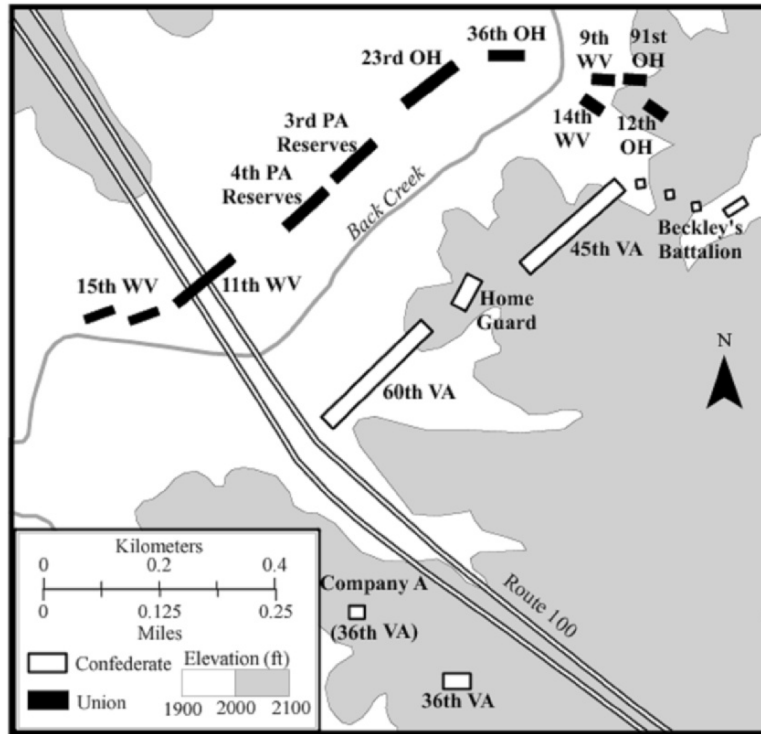 36th OH
9th
WV
91st
OH
23rd OH
14th
WV
12th
OH
3rd PA
Reserves
4th PA
Reserves
Back Creek
Beckley's
Battalion
45th VA
15th WV
11th WV
Home
Guard
N
60th VA
Kilometers
0 0.2 0.4
0 0.125 0.25
Miles
Confederate
Union
Elevation (ft)
1900 2000 2100
Company A
(36th VA)
Route 100
36th VA